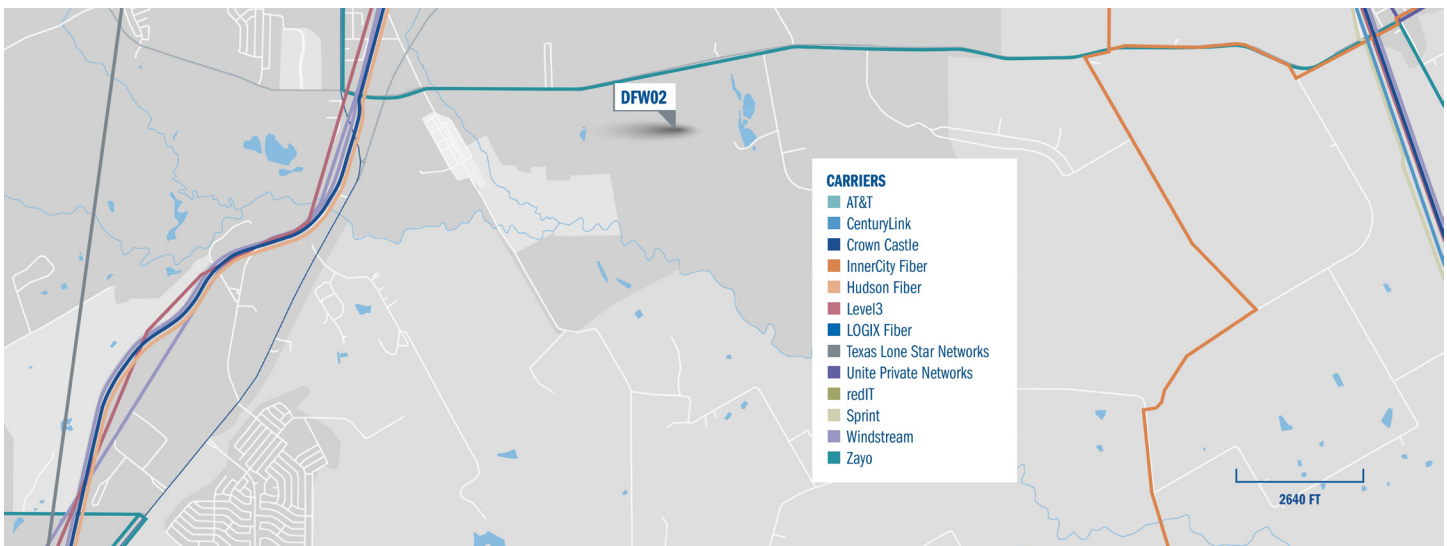 DFW02
CARRIERS
AT&T
CenturyLink
Crown Castle
InnerCity Fiber
Hudson Fiber
Level3
LOGIX Fiber
Texas Lone Star Networks
Unite Private Networks
redIT
Sprint
Windstream
Zayo
2640 FT